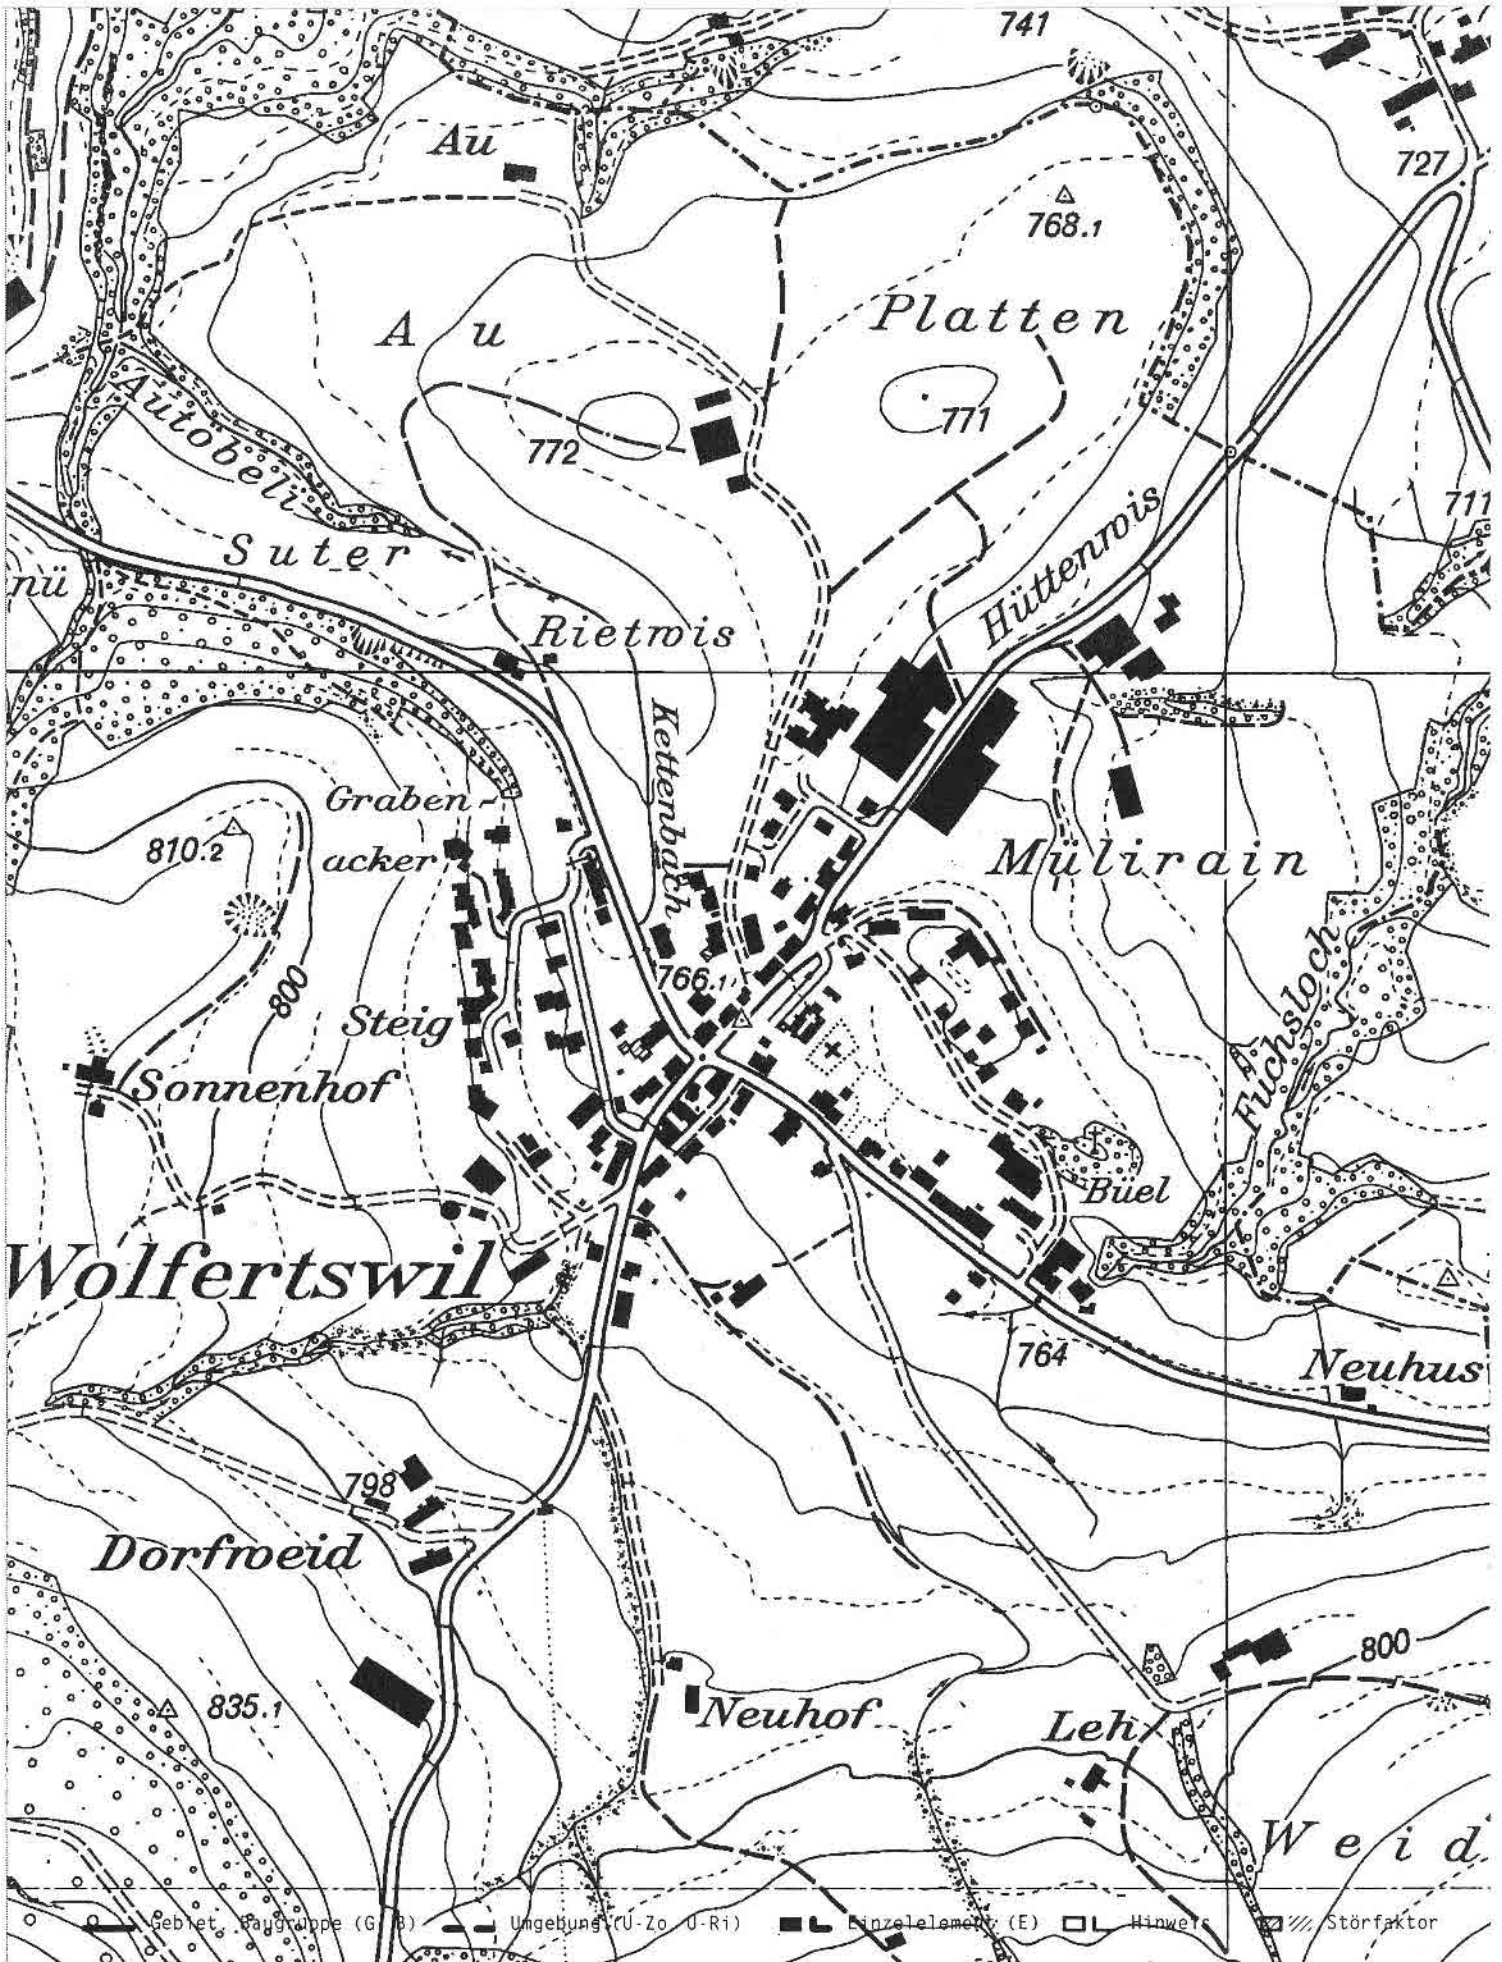 741
Au
727
768.1
Platten
A u
771
772
Autobeli
711
Suter
Hüttenwis
nü
Rietwis
Kettenbach
Graben-
acker
810.2
Mülirain
800
766.1
Steig
Fuchsloch
Sonnenhof
Büel
Wolfertswil
764
Neuhus
798
Dorfweid
800
835.1
Neuhof
Leh
Weid
Gebiet, Baugruppe (G, B) Umgebung (U-Zo, U-Ri) Einzelelement (E) Hinweis Störfaktor